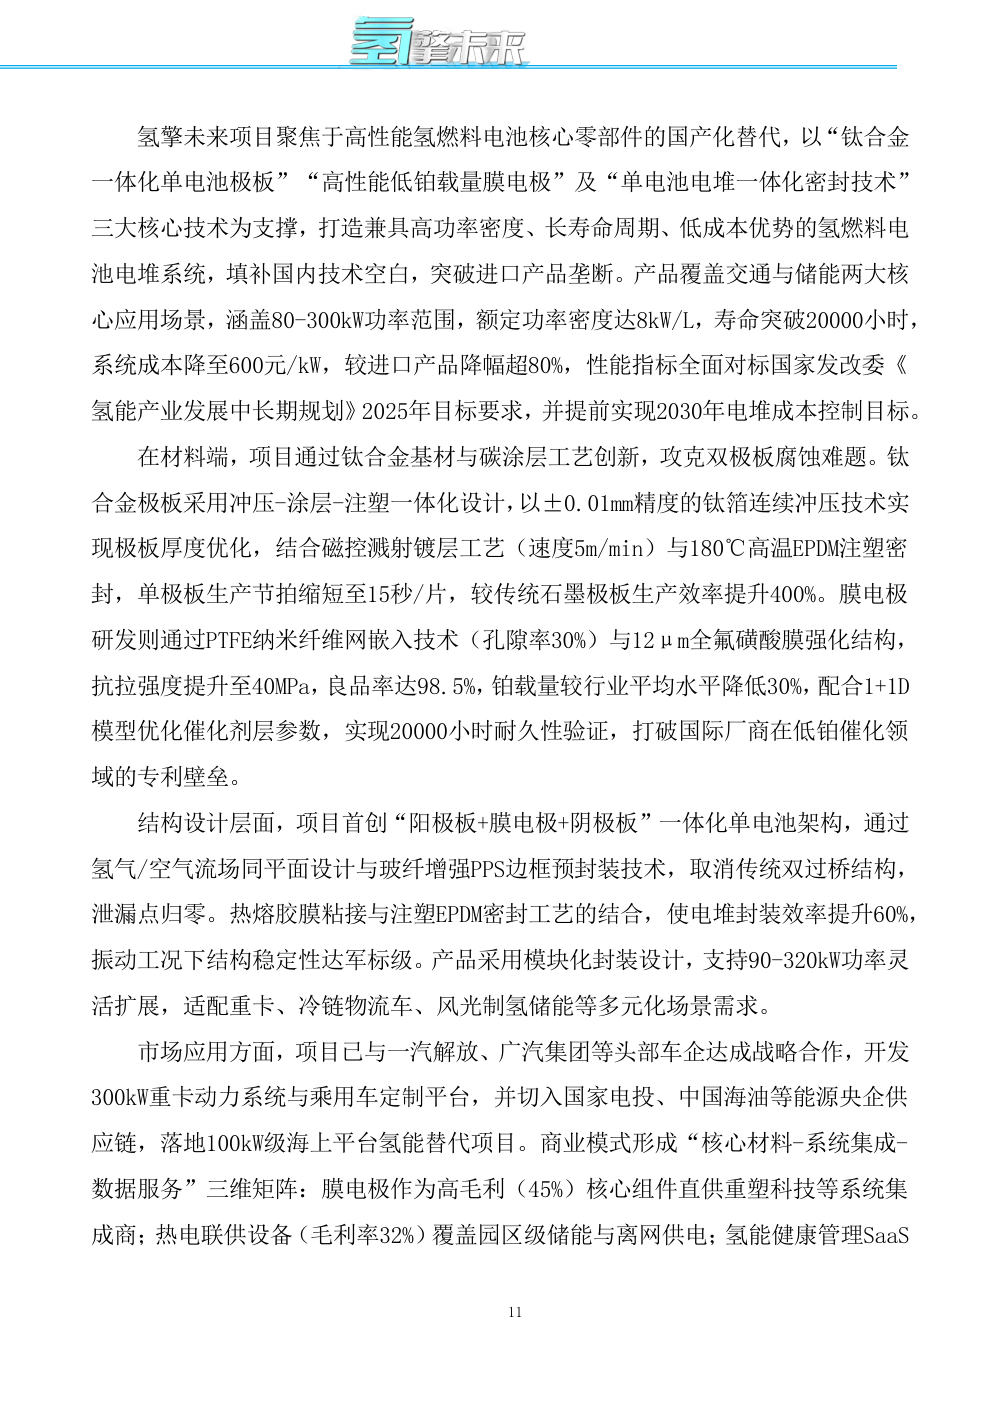 氢擎未来
氢擎未来项目聚焦于高性能氢燃料电池核心零部件的国产化替代，以“钛合金
一体化单电池极板”“高性能低铂载量膜电极”及“单电池电堆一体化密封技术”
三大核心技术为支撑，打造兼具高功率密度、长寿命周期、低成本优势的氢燃料电
池电堆系统，填补国内技术空白，突破进口产品垄断。产品覆盖交通与储能两大核
心应用场景，涵盖80-300kW功率范围，额定功率密度达8kW/L，寿命突破20000小时，
系统成本降至600元/kW，较进口产品降幅超80%，性能指标全面对标国家发改委《
氢能产业发展中长期规划》2025年目标要求，并提前实现2030年电堆成本控制目标。
在材料端，项目通过钛合金基材与碳涂层工艺创新，攻克双极板腐蚀难题。钛
合金极板采用冲压-涂层-注塑一体化设计，以±0.01mm精度的钛箔连续冲压技术实
现极板厚度优化，结合磁控溅射镀层工艺（速度5m/min）与180℃高温EPDM注塑密
封，单极板生产节拍缩短至15秒/片，较传统石墨极板生产效率提升400%。膜电极
研发则通过PTFE纳米纤维网嵌入技术（孔隙率30%）与12μm全氟磺酸膜强化结构，
抗拉强度提升至40MPa，良品率达98.5%，铂载量较行业平均水平降低30%，配合1+1D
模型优化催化剂层参数，实现20000小时耐久性验证，打破国际厂商在低铂催化领
域的专利壁垒。
结构设计层面，项目首创“阳极板+膜电极+阴极板”一体化单电池架构，通过
氢气/空气流场同平面设计与玻纤增强PPS边框预封装技术，取消传统双过桥结构，
泄漏点归零。热熔胶膜粘接与注塑EPDM密封工艺的结合，使电堆封装效率提升60%，
振动工况下结构稳定性达军标级。产品采用模块化封装设计，支持90-320kW功率灵
活扩展，适配重卡、冷链物流车、风光制氢储能等多元化场景需求。
市场应用方面，项目已与一汽解放、广汽集团等头部车企达成战略合作，开发
300kW重卡动力系统与乘用车定制平台，并切入国家电投、中国海油等能源央企供
应链，落地100kW级海上平台氢能替代项目。商业模式形成“核心材料-系统集成-
数据服务”三维矩阵：膜电极作为高毛利（45%）核心组件直供重塑科技等系统集
成商；热电联供设备（毛利率32%）覆盖园区级储能与离网供电；氢能健康管理SaaS
11